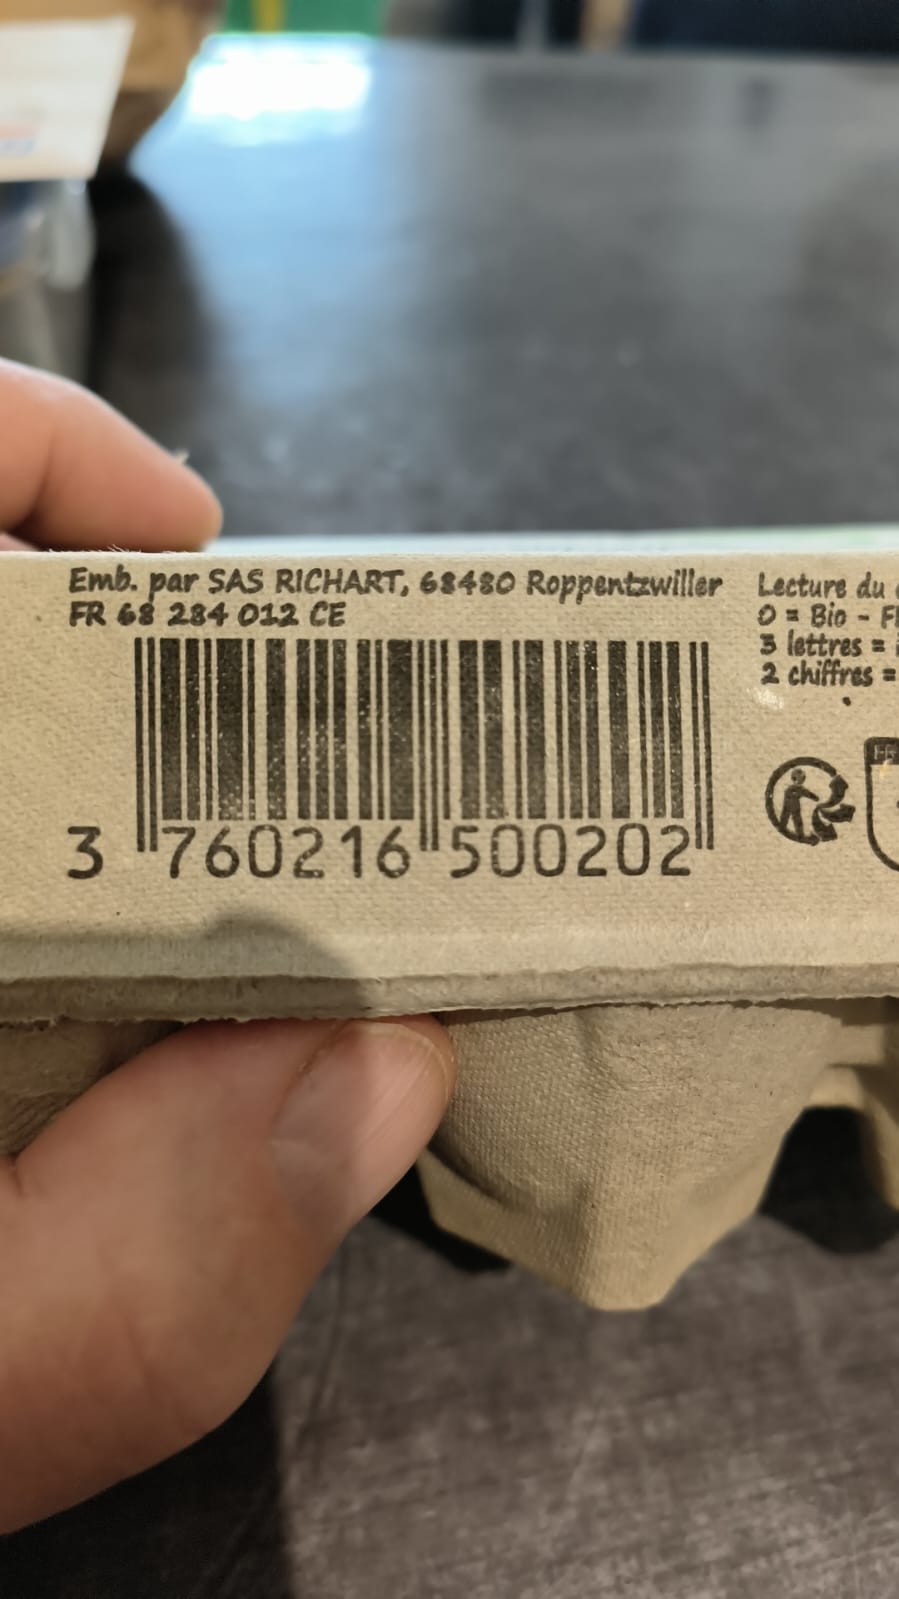 Emb. par SAS RICHART, 68480 Roppentzwiller
FR 68 284 012 CE
3 760216 500202
Lecture du
0 = Bio -
3 lettres =
2 chiffres =
FR